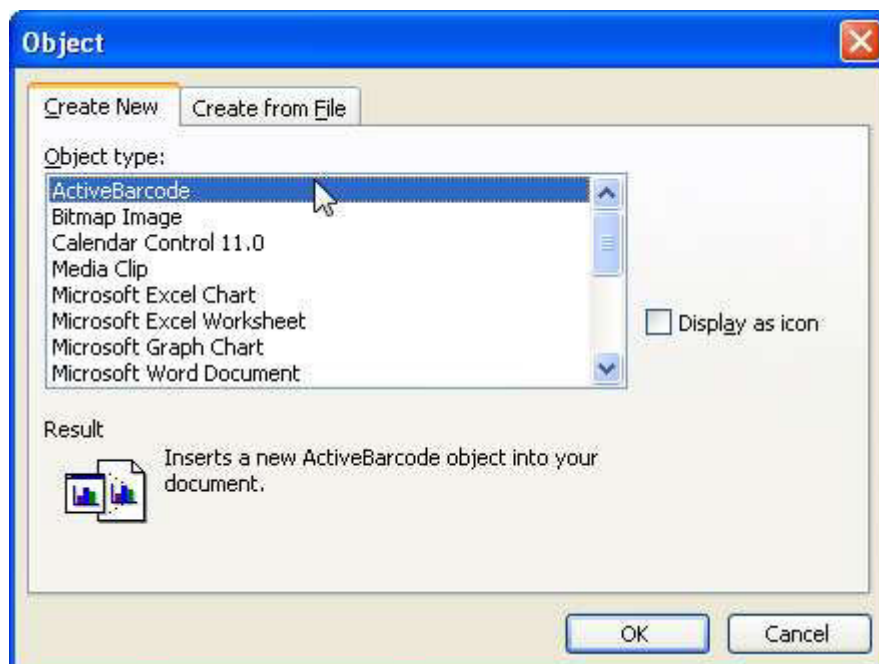 Object
Create New
Create from File
Object type:
ActiveBarcode
Bitmap Image
Calendar Control 11.0
Media Clip
Microsoft Excel Chart
Microsoft Excel Worksheet
Microsoft Graph Chart
Microsoft Word Document
Display as icon
Result
Inserts a new ActiveBarcode object into your
document.
OK
Cancel